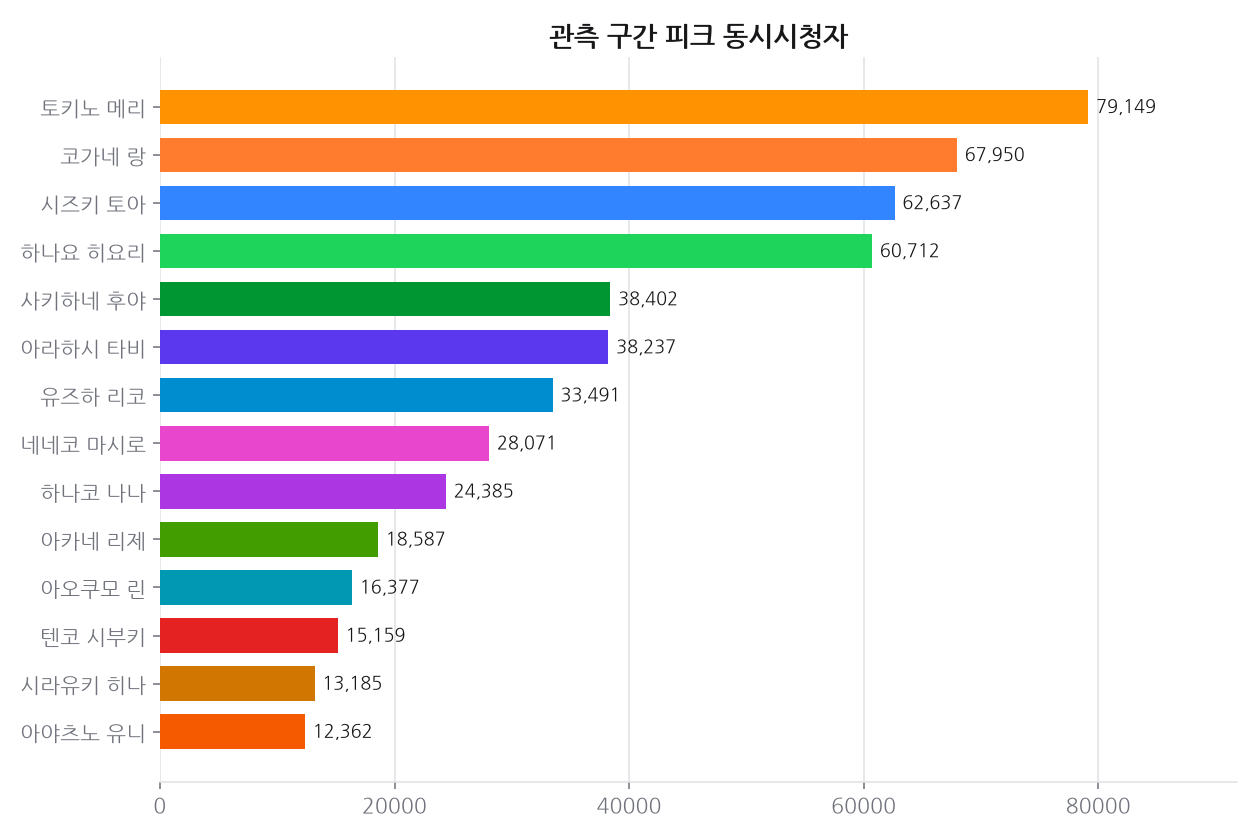 관측 구간 피크 동시시청자
토키노 메리 79,149
코가네 랑 67,950
시즈키 토아 62,637
하나요 히요리 60,712
사키하네 후야 38,402
아라하시 타비 38,237
유즈하 리코 33,491
네네코 마시로 28,071
하나코 나나 24,385
아카네 리제 18,587
아오쿠모 린 16,377
텐코 시부키 15,159
시라유키 히나 13,185
아야츠노 유니 12,362
0 20000 40000 60000 80000